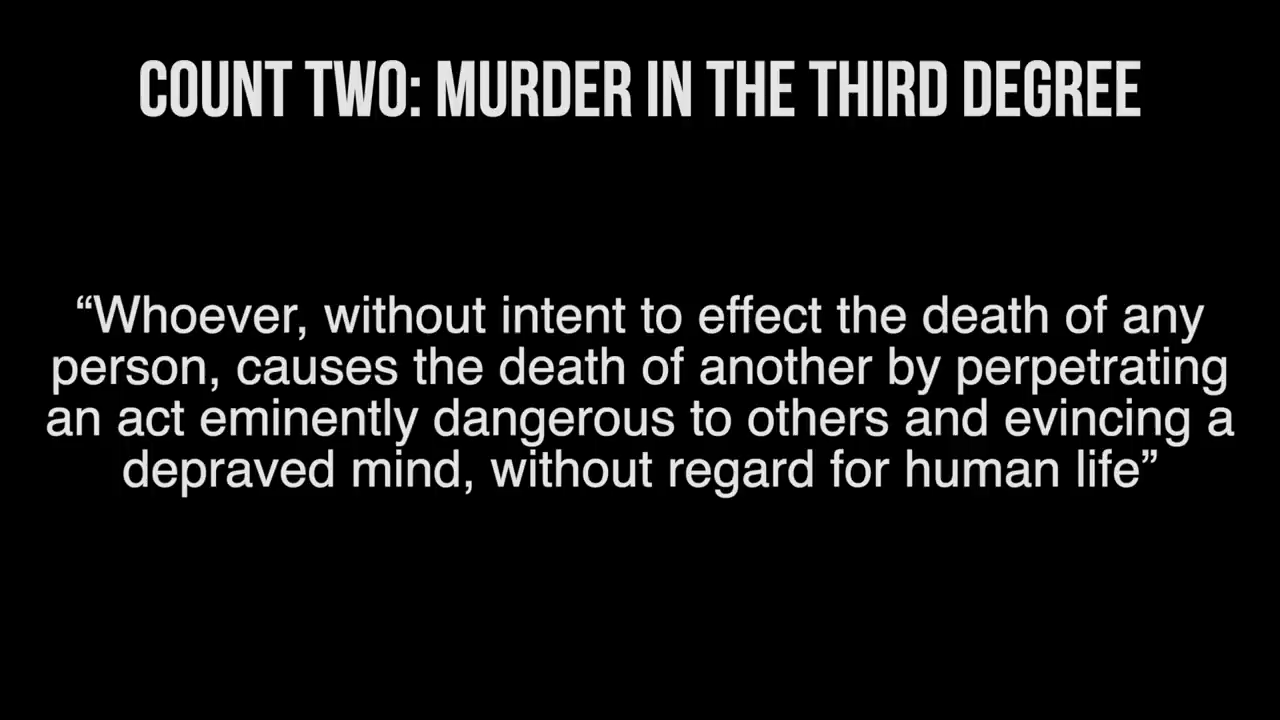 COUNT TWO: MURDER IN THE THIRD DEGREE
“Whoever, without intent to effect the death of any
person, causes the death of another by perpetrating
an act eminently dangerous to others and evincing a
depraved mind, without regard for human life”